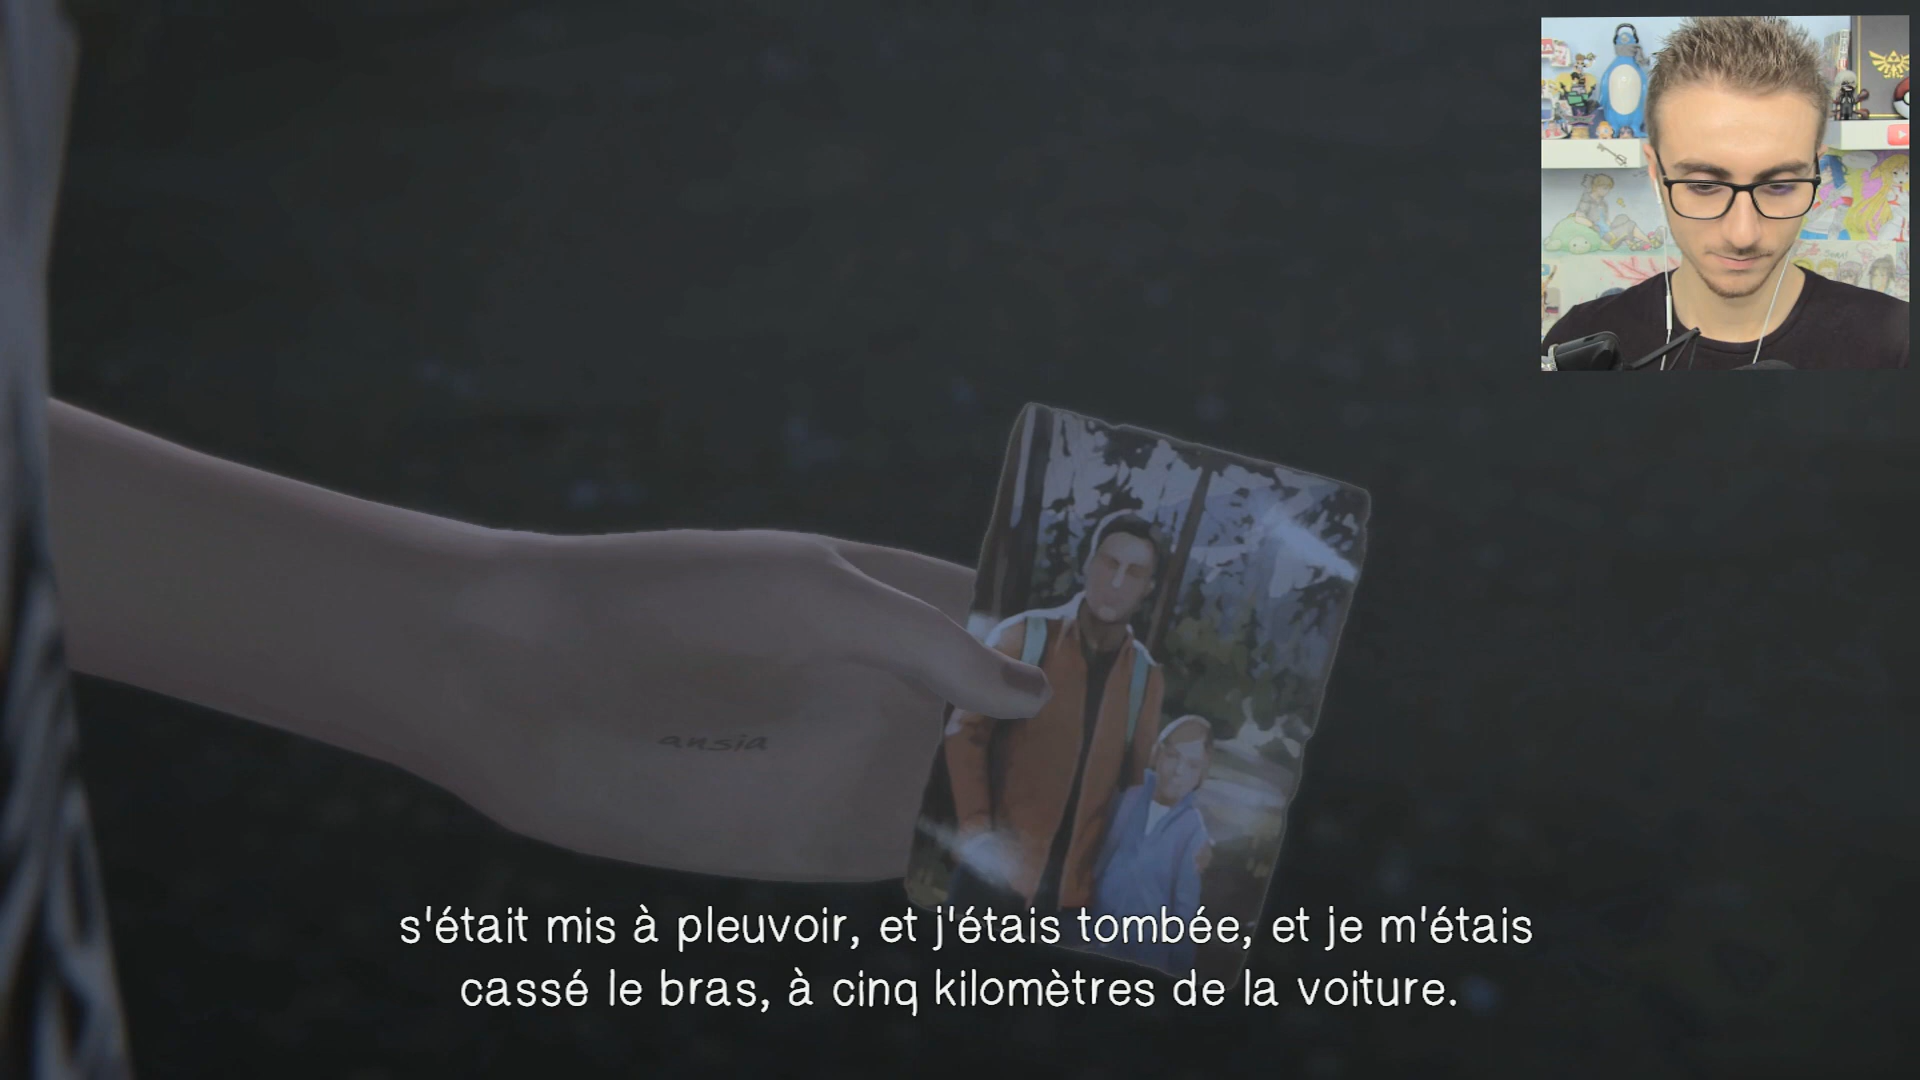 ansia
s'était mis à pleuvoir, et j'étais tombée, et je m'étais
cassé le bras, à cinq kilomètres de la voiture.